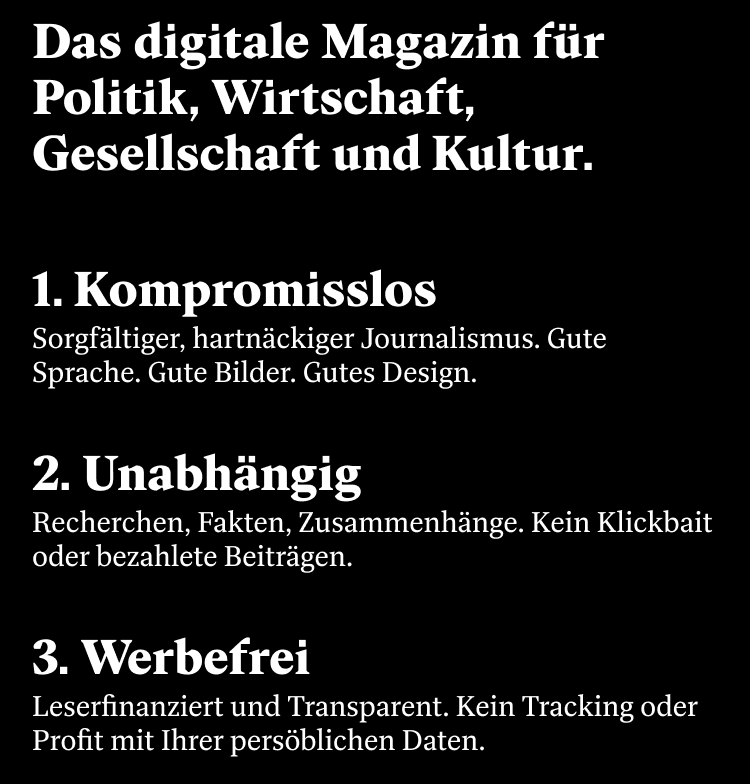 Das digitale Magazin für
Politik, Wirtschaft,
Gesellschaft und Kultur.
1. Kompromisslos
Sorgfältiger, hartnäckiger Journalismus. Gute
Sprache. Gute Bilder. Gutes Design.
2. Unabhängig
Recherchen, Fakten, Zusammenhänge. Kein Klickbait
oder bezahlete Beiträgen.
3. Werbefrei
Leserfinanziert und Transparent. Kein Tracking oder
Profit mit Ihrer persöblichen Daten.